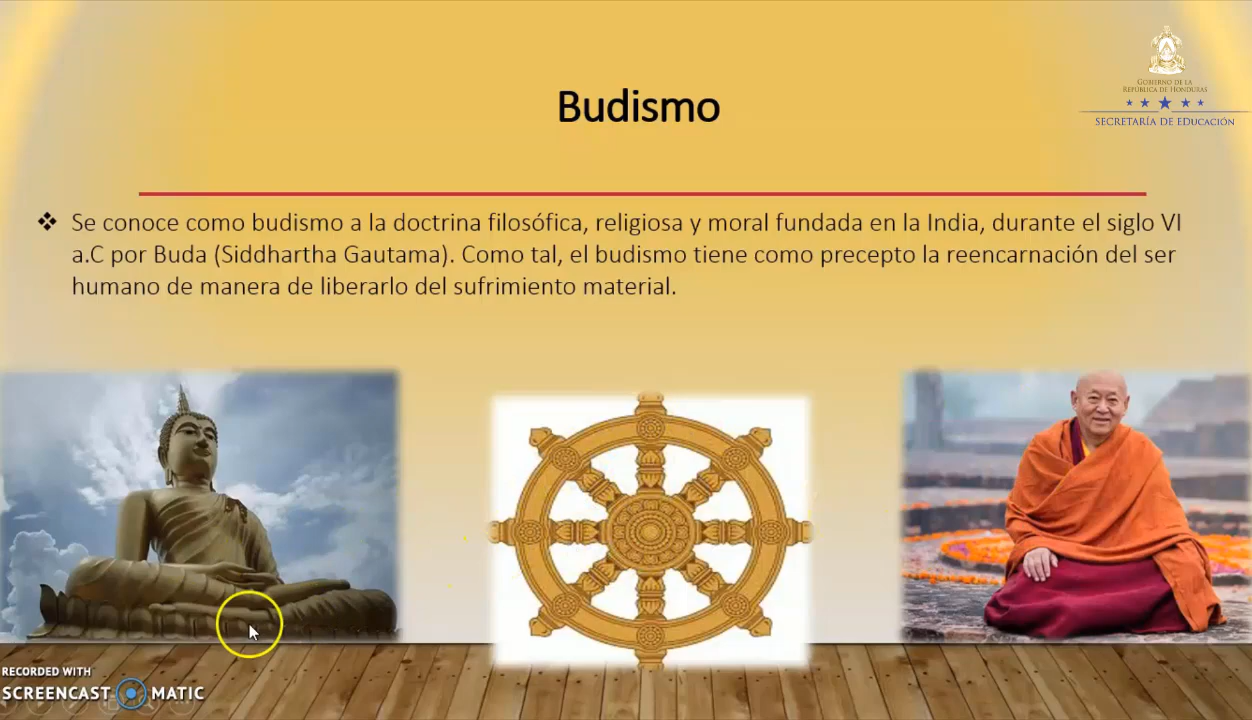 GOBIERNO DE LA
REPÚBLICA DE HONDURAS
SECRETARÍA DE EDUCACIÓN
Budismo
Se conoce como budismo a la doctrina filosófica, religiosa y moral fundada en la India, durante el siglo VI
a.C por Buda (Siddhartha Gautama). Como tal, el budismo tiene como precepto la reencarnación del ser
humano de manera de liberarlo del sufrimiento material.
RECORDED WITH
SCREENCAST MATIC